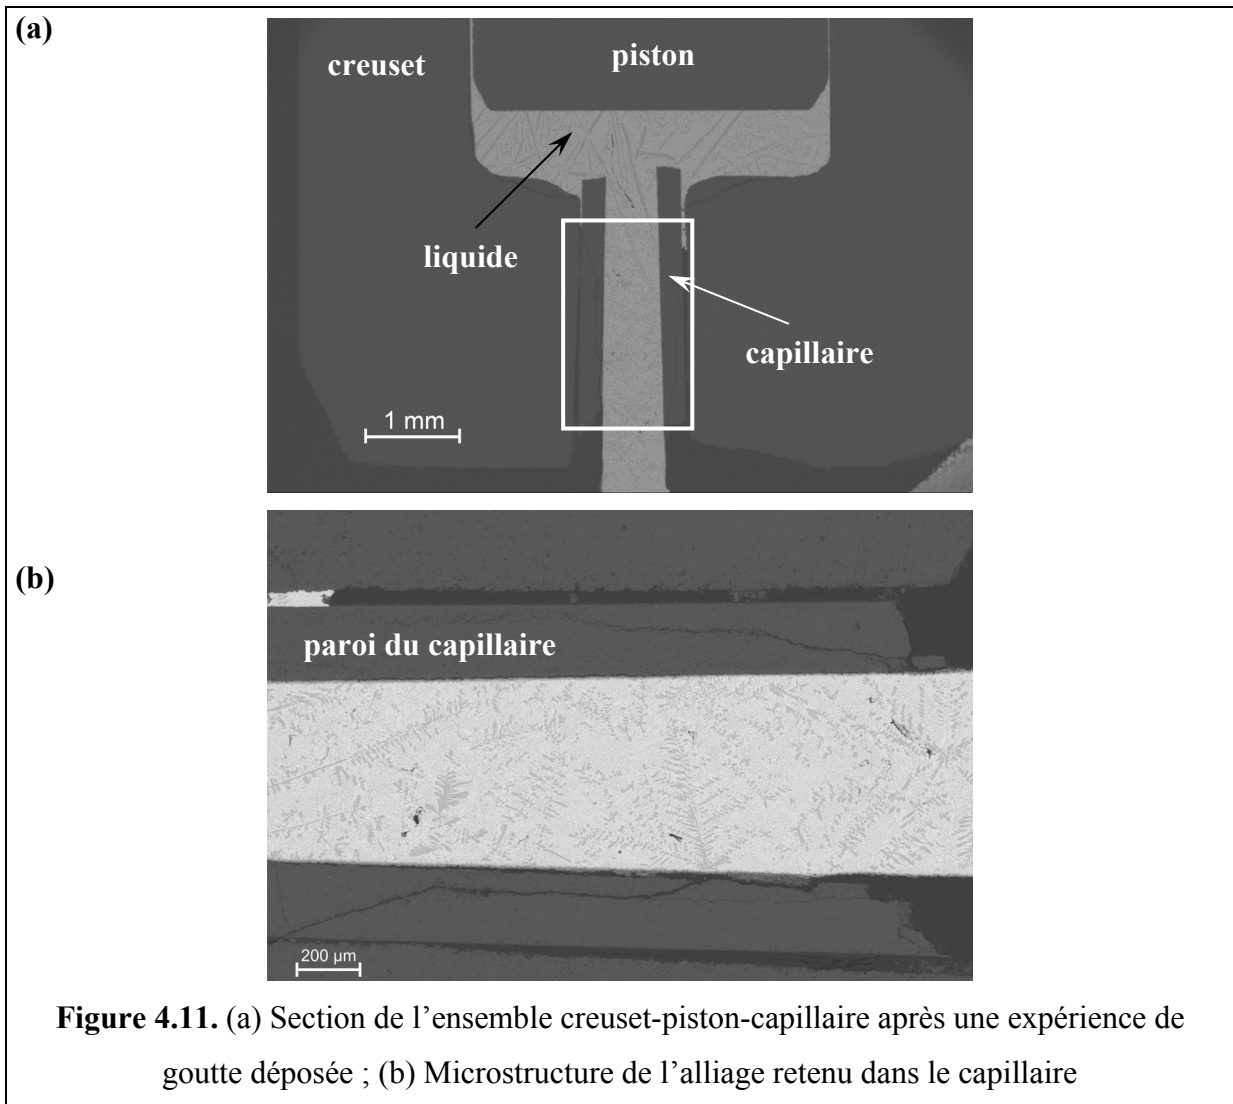 (a)
creuset
piston
liquide
capillaire
1 mm
(b)
paroi du capillaire
200 µm
Figure 4.11. (a) Section de l’ensemble creuset-piston-capillaire après une expérience de
goutte déposée ; (b) Microstructure de l’alliage retenu dans le capillaire